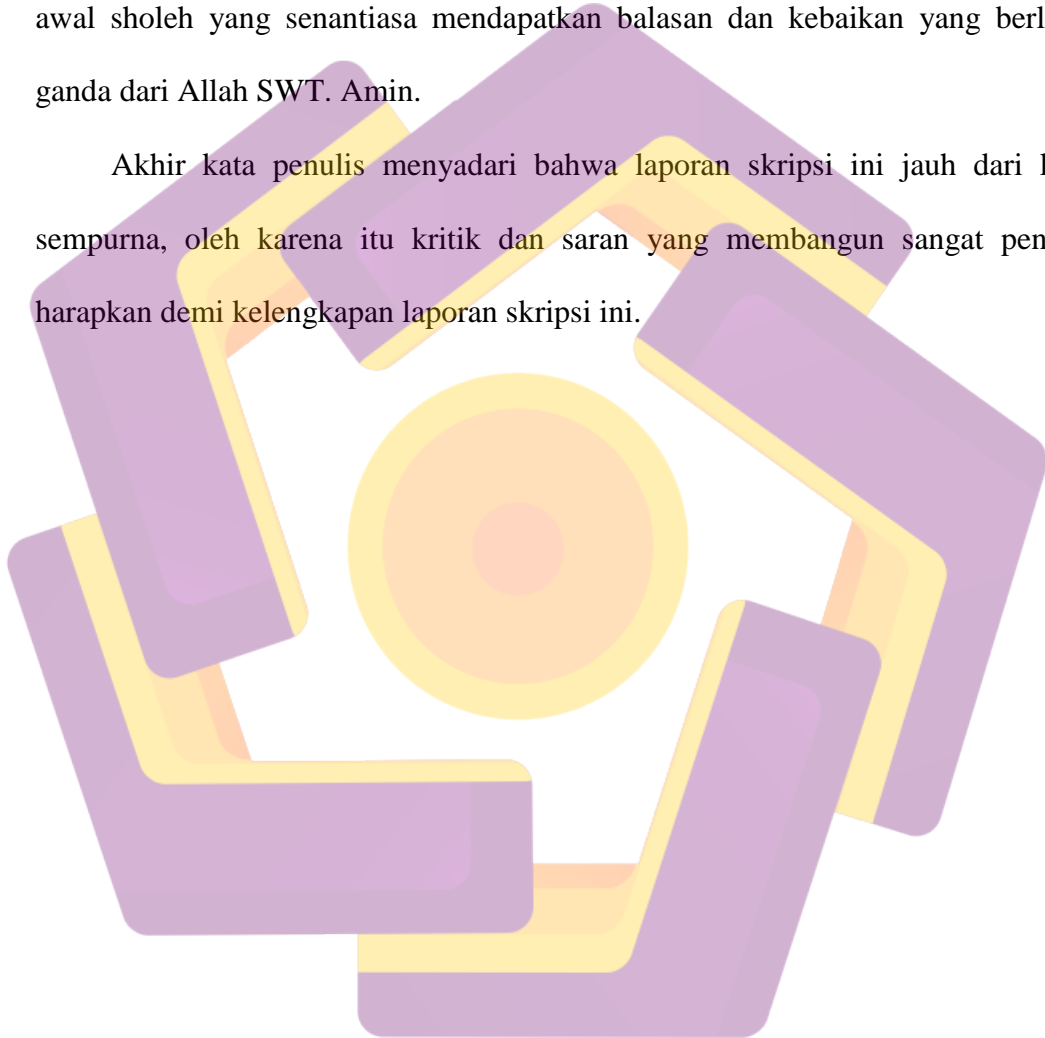 awal sholeh yang senantiasa mendapatkan balasan dan kebaikan yang berl
ganda dari Allah SWT. Amin.
Akhir kata penulis menyadari bahwa laporan skripsi ini jauh dari
sempurna, oleh karena itu kritik dan saran yang membangun sangat pen
harapkan demi kelengkapan laporan skripsi ini.